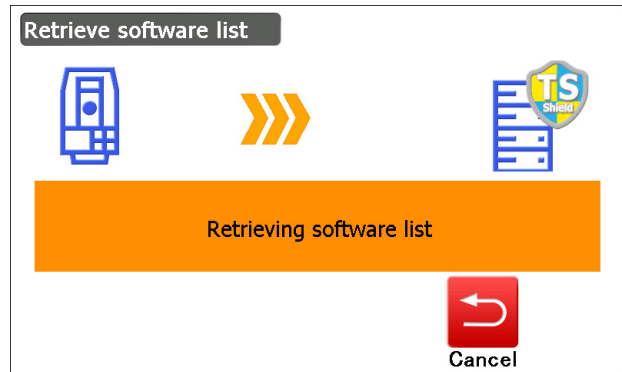 Retrieve software list
TS
Shield
Retrieving software list
Cancel